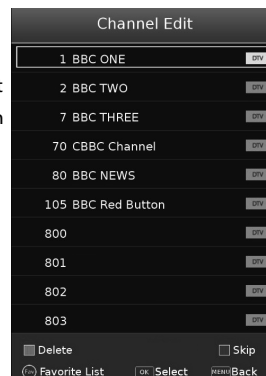 Channel Edit
1 BBC ONE DTV
2 BBC TWO DTV
7 BBC THREE DTV
70 CBBC Channel DTV
80 BBC NEWS DTV
105 BBC Red Button DTV
800 DTV
801 DTV
802 DTV
803 DTV
Delete Skip
Fav Favorite List OK Select MENU Back